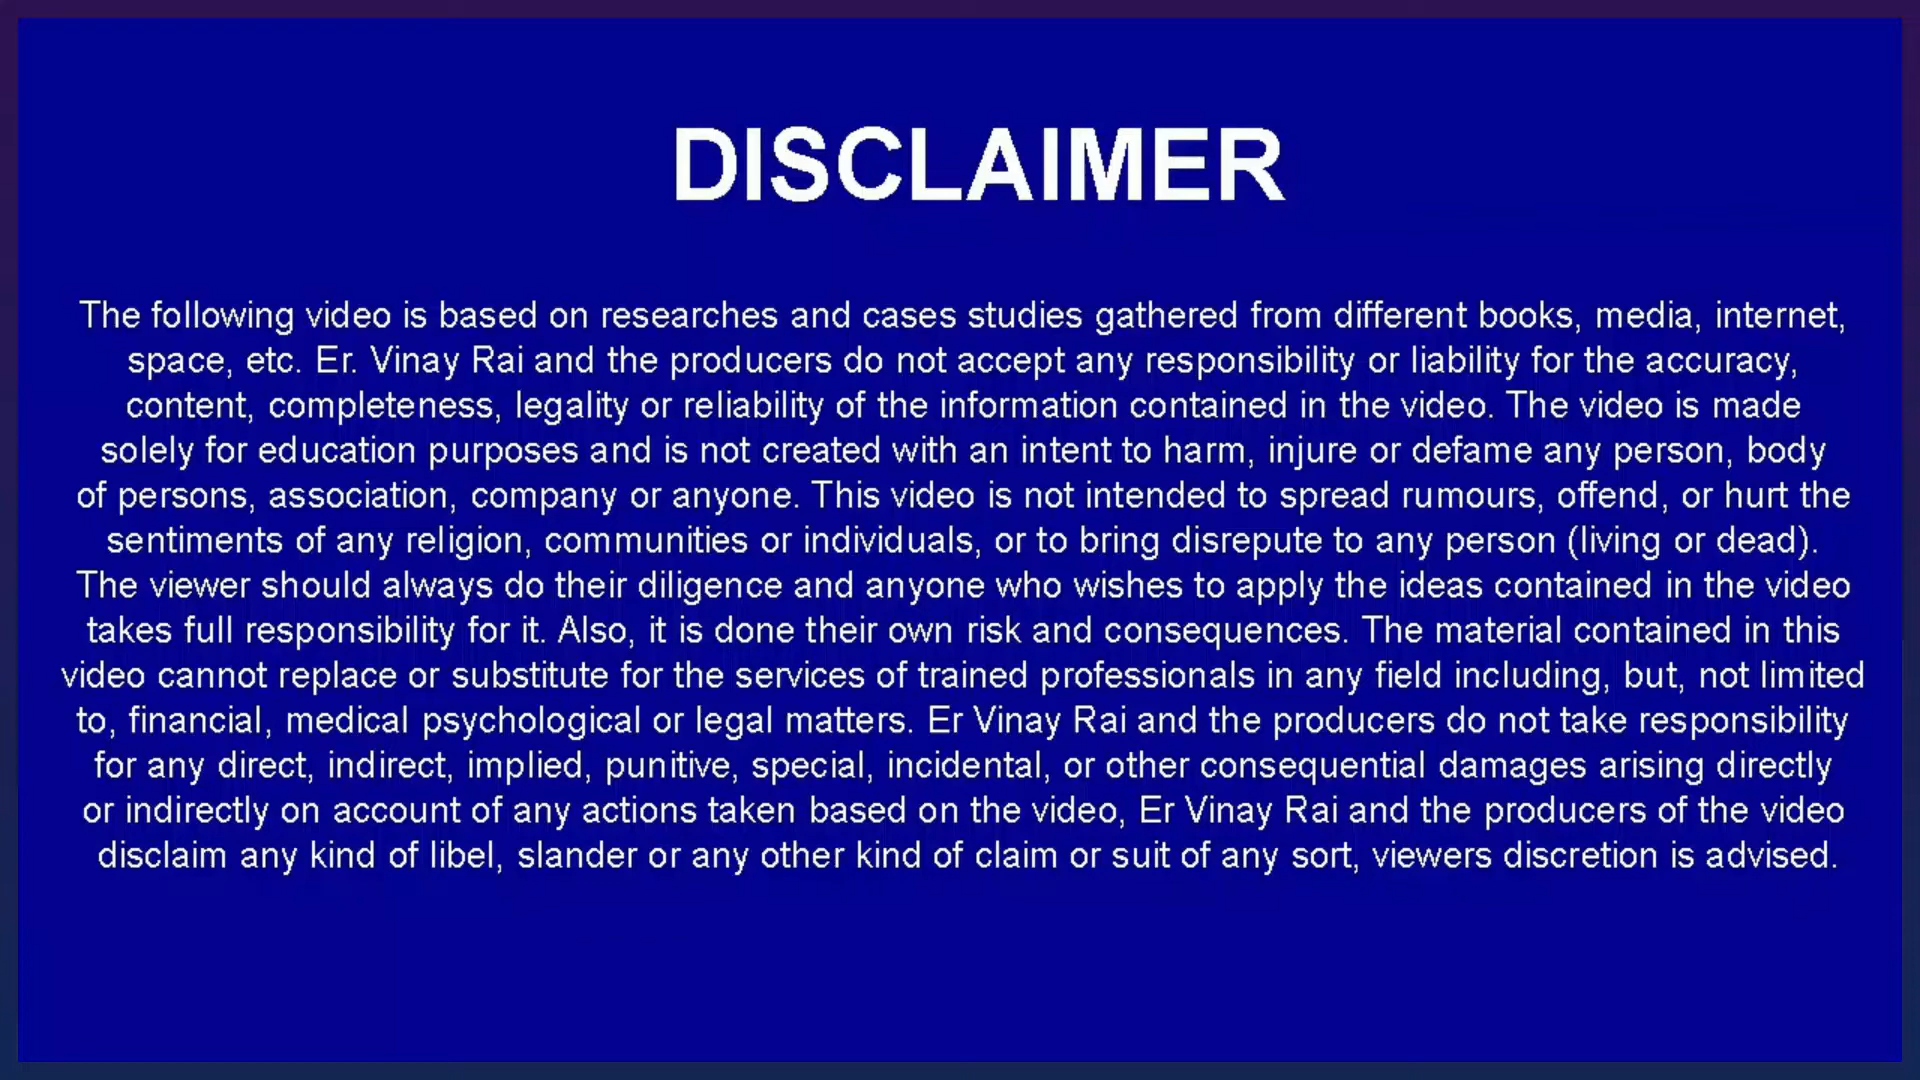 DISCLAIMER
The following video is based on researches and cases studies gathered from different books, media, internet,
space, etc. Er. Vinay Rai and the producers do not accept any responsibility or liability for the accuracy,
content, completeness, legality or reliability of the information contained in the video. The video is made
solely for education purposes and is not created with an intent to harm, injure or defame any person, body
of persons, association, company or anyone. This video is not intended to spread rumours, offend, or hurt the
sentiments of any religion, communities or individuals, or to bring disrepute to any person (living or dead).
The viewer should always do their diligence and anyone who wishes to apply the ideas contained in the video
takes full responsibility for it. Also, it is done their own risk and consequences. The material contained in this
video cannot replace or substitute for the services of trained professionals in any field including, but, not limited
to, financial, medical psychological or legal matters. Er Vinay Rai and the producers do not take responsibility
for any direct, indirect, implied, punitive, special, incidental, or other consequential damages arising directly
or indirectly on account of any actions taken based on the video, Er Vinay Rai and the producers of the video
disclaim any kind of libel, slander or any other kind of claim or suit of any sort, viewers discretion is advised.